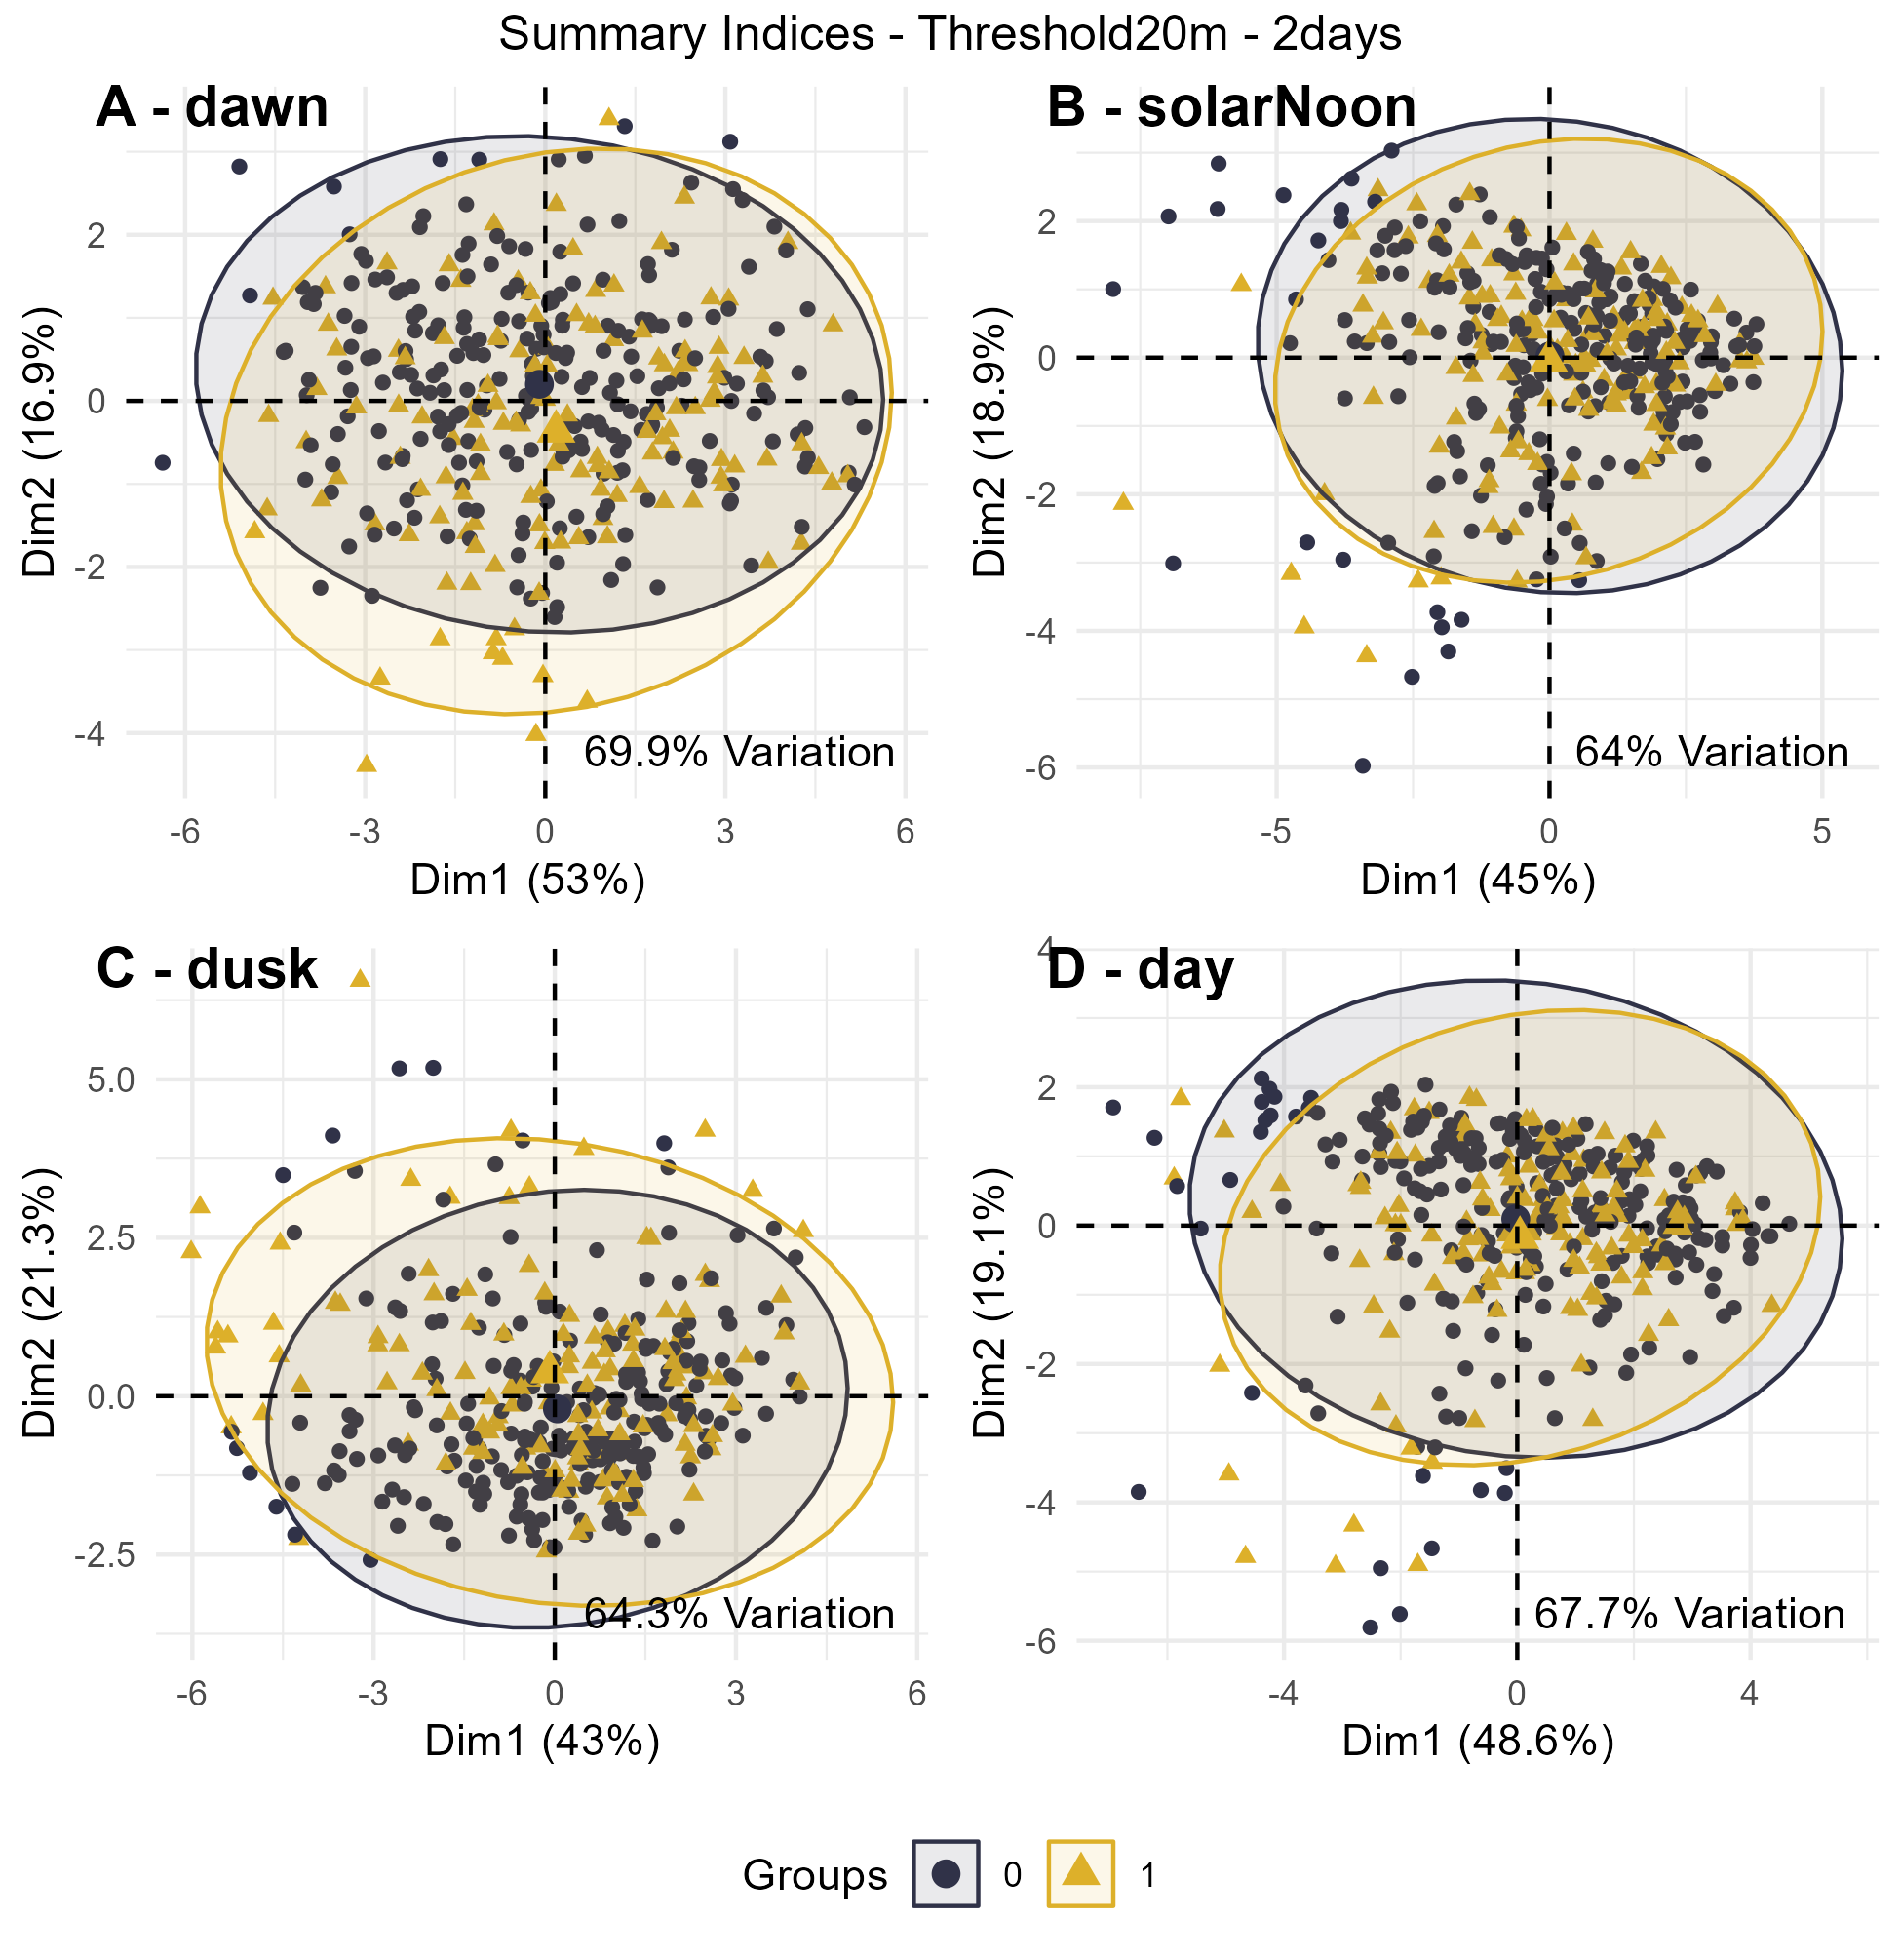 Summary Indices - Threshold20m - 2days
A - dawn
Dim2 (16.9%)
2
0
-2
-4
69.9% Variation
-6 -3 0 3 6
Dim1 (53%)
B - solarNoon
Dim2 (18.9%)
2
0
-2
-4
-6
64% Variation
-5 0 5
Dim1 (45%)
C - dusk
Dim2 (21.3%)
5.0
2.5
0.0
-2.5
64.3% Variation
-6 -3 0 3 6
Dim1 (43%)
D - day
Dim2 (19.1%)
4
2
0
-2
-4
-6
67.7% Variation
-4 0 4
Dim1 (48.6%)
Groups 0 1